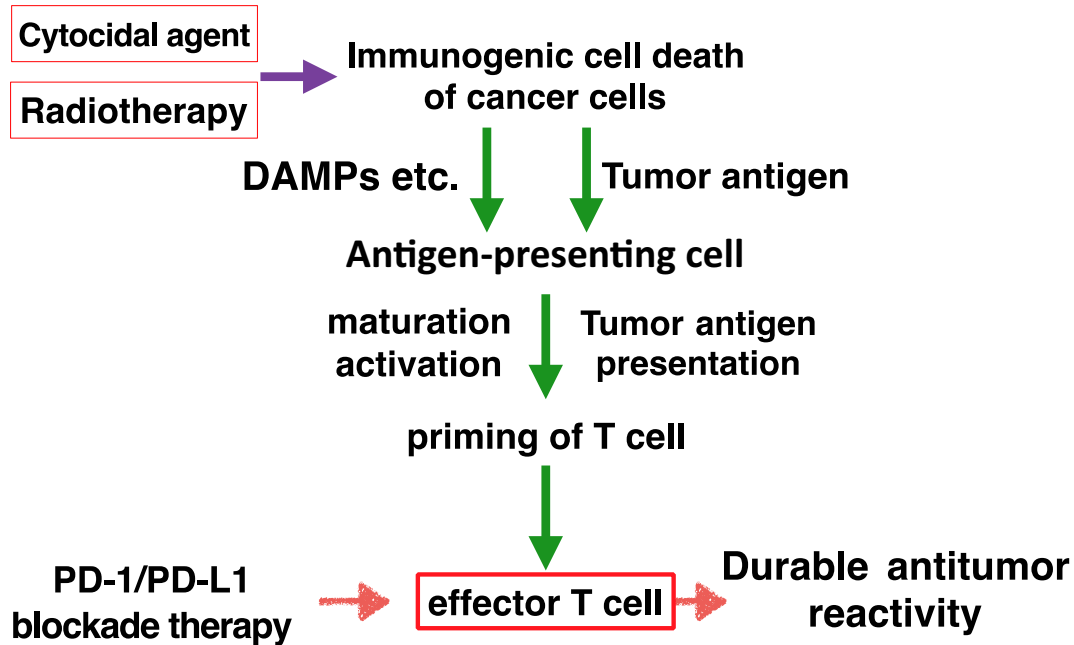 Cytocidal agent
Radiotherapy
Immunogenic cell death
of cancer cells
DAMPs etc.
Tumor antigen
Antigen-presenting cell
maturation
activation
Tumor antigen
presentation
priming of T cell
PD-1/PD-L1
blockade therapy
effector T cell
Durable antitumor
reactivity